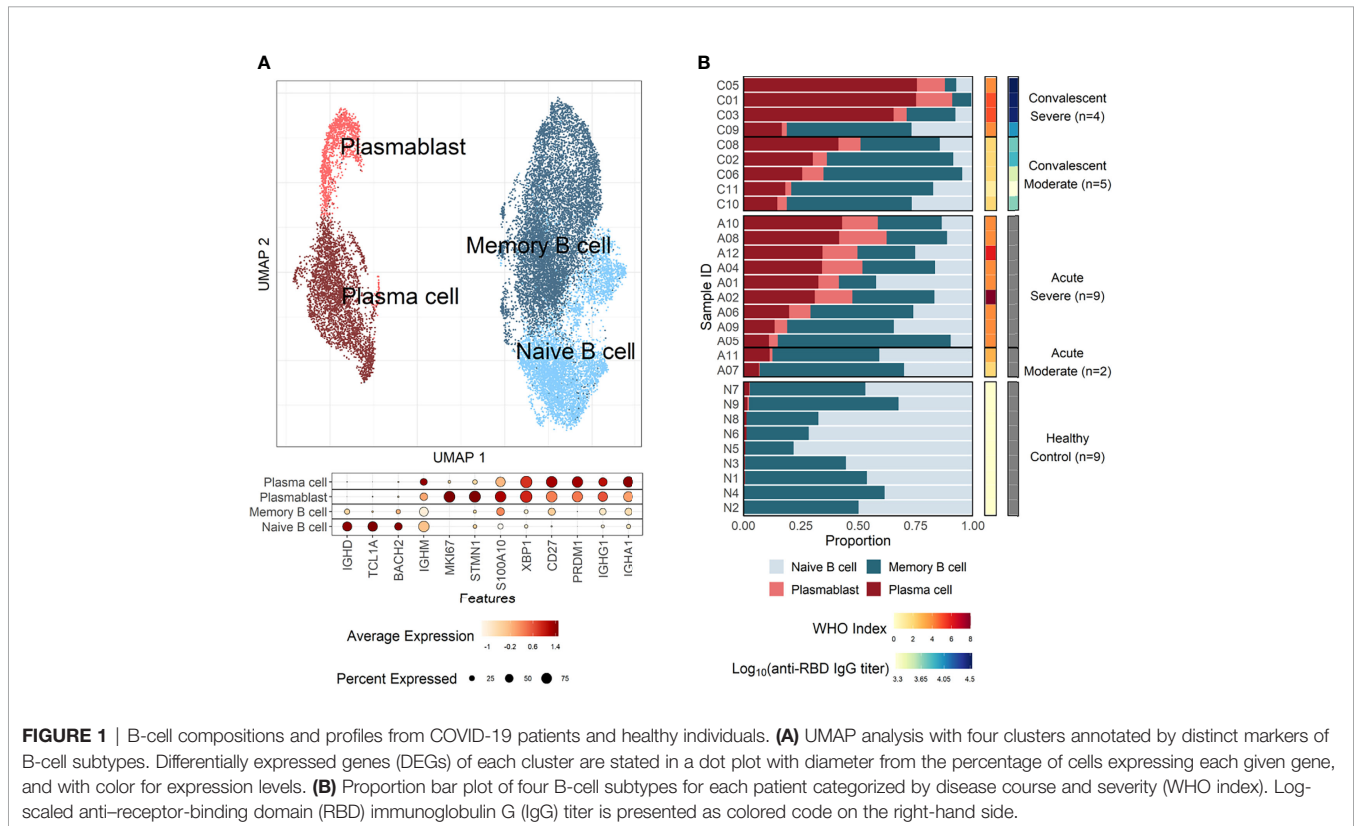 A
Plasmablast
Memory B cell
Plasma cell
Naive B cell
UMAP 2
UMAP 1
Plasma cell
Plasmablast
Memory B cell
Naive B cell
IGHD
TCL1A
BACH2
IGHM
MKI67
STMN1
S100A10
XBP1
CD27
PRDM1
IGHG1
IGHA1
Features
Average Expression
-1 -0.2 0.6 1.4
Percent Expressed
25 50 75
B
Sample ID
C05
C01
C03
C09
C08
C02
C06
C11
C10
A10
A08
A12
A04
A01
A02
A06
A09
A05
A11
A07
N7
N9
N8
N6
N5
N3
N1
N4
N2
0.00 0.25 0.50 0.75 1.00
Proportion
Convalescent
Severe (n=4)
Convalescent
Moderate (n=5)
Acute
Severe (n=9)
Acute
Moderate (n=2)
Healthy
Control (n=9)
Naive B cell Memory B cell
Plasmablast Plasma cell
WHO Index
0 2 4 6 8
Log10(anti-RBD IgG titer)
3.3 3.65 4.05 4.5
FIGURE 1 | B-cell compositions and profiles from COVID-19 patients and healthy individuals. (A) UMAP analysis with four clusters annotated by distinct markers of
B-cell subtypes. Differentially expressed genes (DEGs) of each cluster are stated in a dot plot with diameter from the percentage of cells expressing each given gene,
and with color for expression levels. (B) Proportion bar plot of four B-cell subtypes for each patient categorized by disease course and severity (WHO index). Log-
scaled anti–receptor-binding domain (RBD) immunoglobulin G (IgG) titer is presented as colored code on the right-hand side.